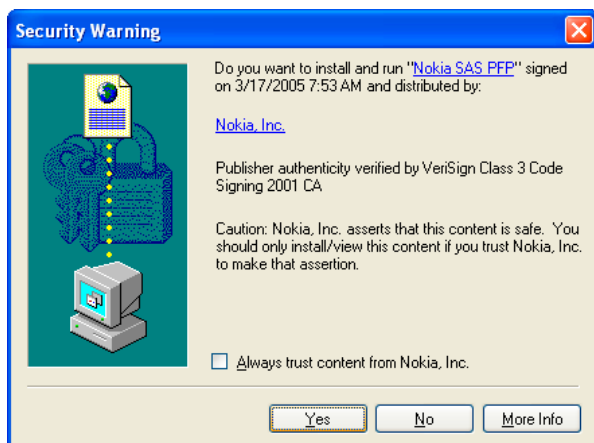 Security Warning
Do you want to install and run "Nokia SAS PFP" signed
on 3/17/2005 7:53 AM and distributed by:
Nokia, Inc.
Publisher authenticity verified by VeriSign Class 3 Code
Signing 2001 CA
Caution: Nokia, Inc. asserts that this content is safe. You
should only install/view this content if you trust Nokia, Inc.
to make that assertion.
Always trust content from Nokia, Inc.
Yes
No
More Info